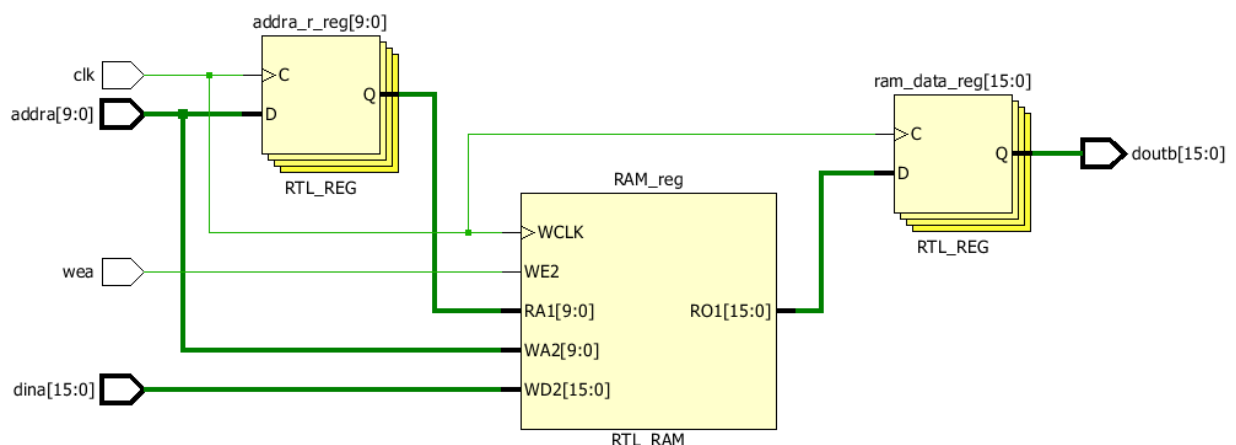 addra_r_reg[9:0]
clk
C
addra[9:0]
D
Q
RTL_REG
ram_data_reg[15:0]
C
D
Q
doutb[15:0]
RTL_REG
RAM_reg
WCLK
wea
WE2
RA1[9:0]
RO1[15:0]
WA2[9:0]
dina[15:0]
WD2[15:0]
RTL_RAM